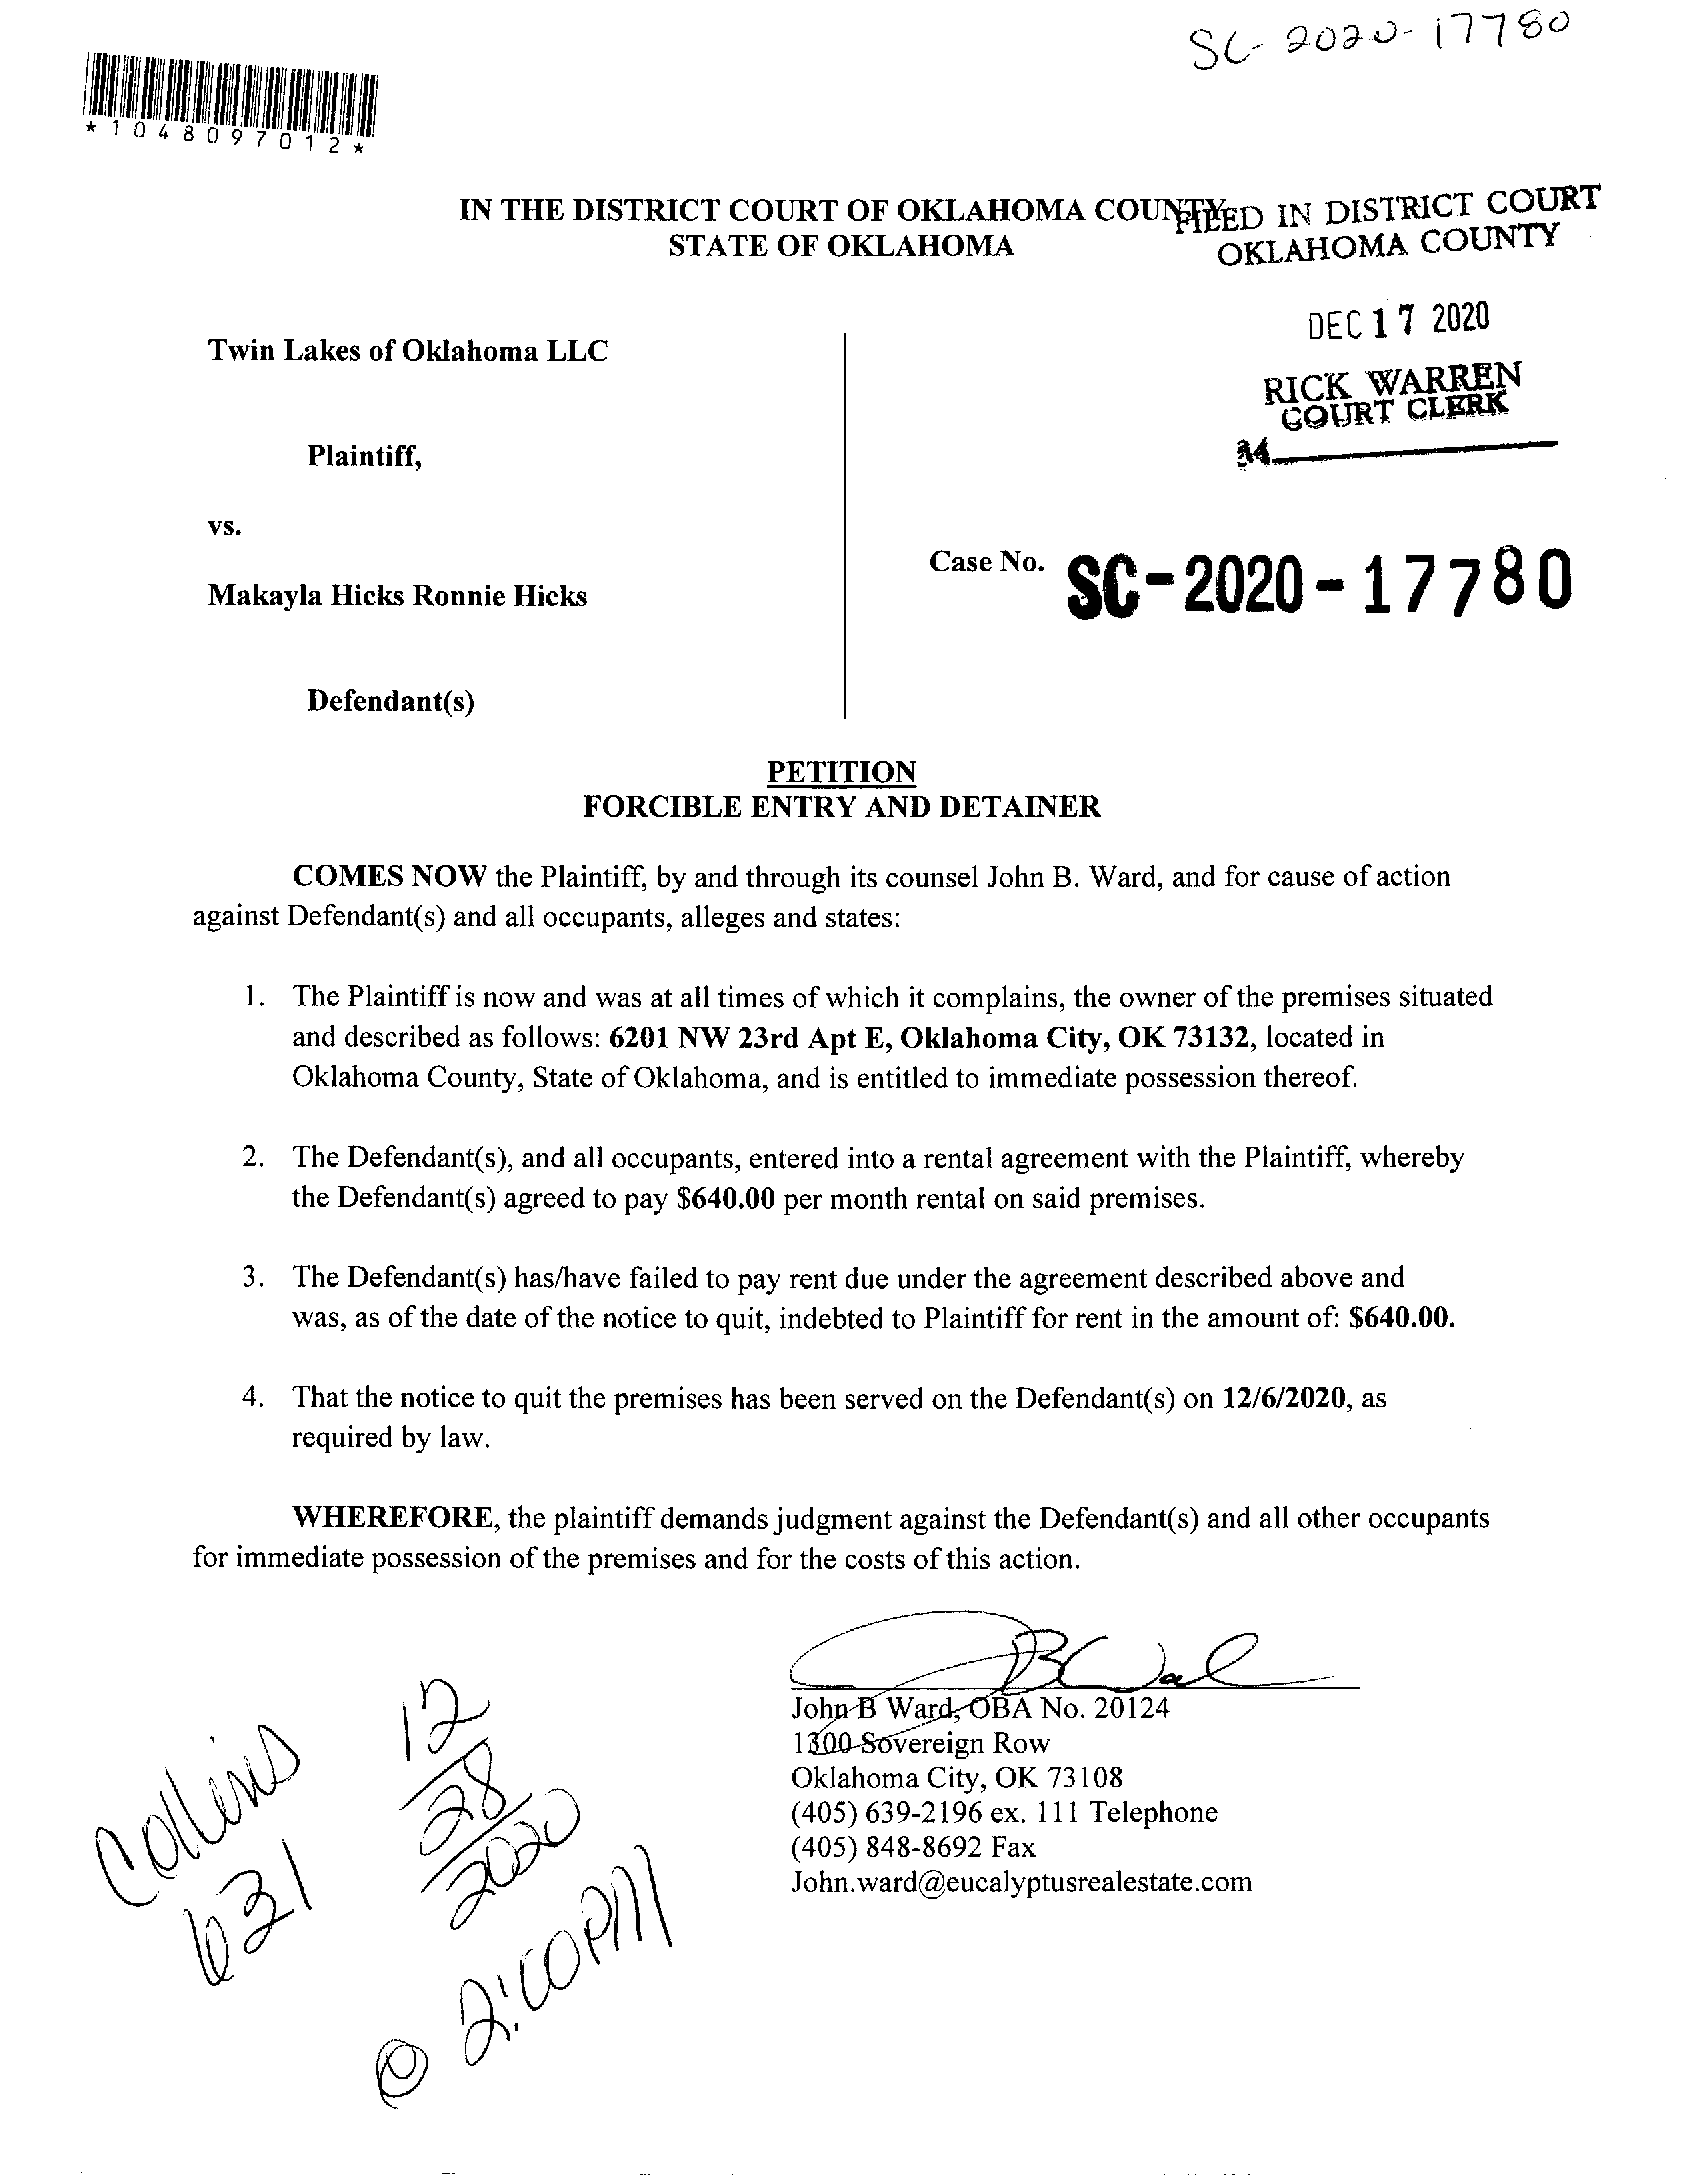 SC-2020-17780
*1048097012*
IN THE DISTRICT COURT OF OKLAHOMA COUNTY
STATE OF OKLAHOMA
FILED IN DISTRICT COURT
OKLAHOMA COUNTY
DEC 17 2020
RICK WARREN
COURT CLERK
Twin Lakes of Oklahoma LLC
Plaintiff,
vs.
Case No. SC-2020-17780
Makayla Hicks Ronnie Hicks
Defendant(s)
PETITION
FORCIBLE ENTRY AND DETAINER
COMES NOW the Plaintiff, by and through its counsel John B. Ward, and for cause of action
against Defendant(s) and all occupants, alleges and states:
1. The Plaintiff is now and was at all times of which it complains, the owner of the premises situated
and described as follows: 6201 NW 23rd Apt E, Oklahoma City, OK 73132, located in
Oklahoma County, State of Oklahoma, and is entitled to immediate possession thereof.
2. The Defendant(s), and all occupants, entered into a rental agreement with the Plaintiff, whereby
the Defendant(s) agreed to pay $640.00 per month rental on said premises.
3. The Defendant(s) has/have failed to pay rent due under the agreement described above and
was, as of the date of the notice to quit, indebted to Plaintiff for rent in the amount of: $640.00.
4. That the notice to quit the premises has been served on the Defendant(s) on 12/6/2020, as
required by law.
WHEREFORE, the plaintiff demands judgment against the Defendant(s) and all other occupants
for immediate possession of the premises and for the costs of this action.
John B Ward, OBA No. 20124
1300 Sovereign Row
Oklahoma City, OK 73108
(405) 639-2196 ex. 111 Telephone
(405) 848-8692 Fax
John.ward@eucalyptusrealestate.com
Collins
631
12
28
2020
@ 2:00PM